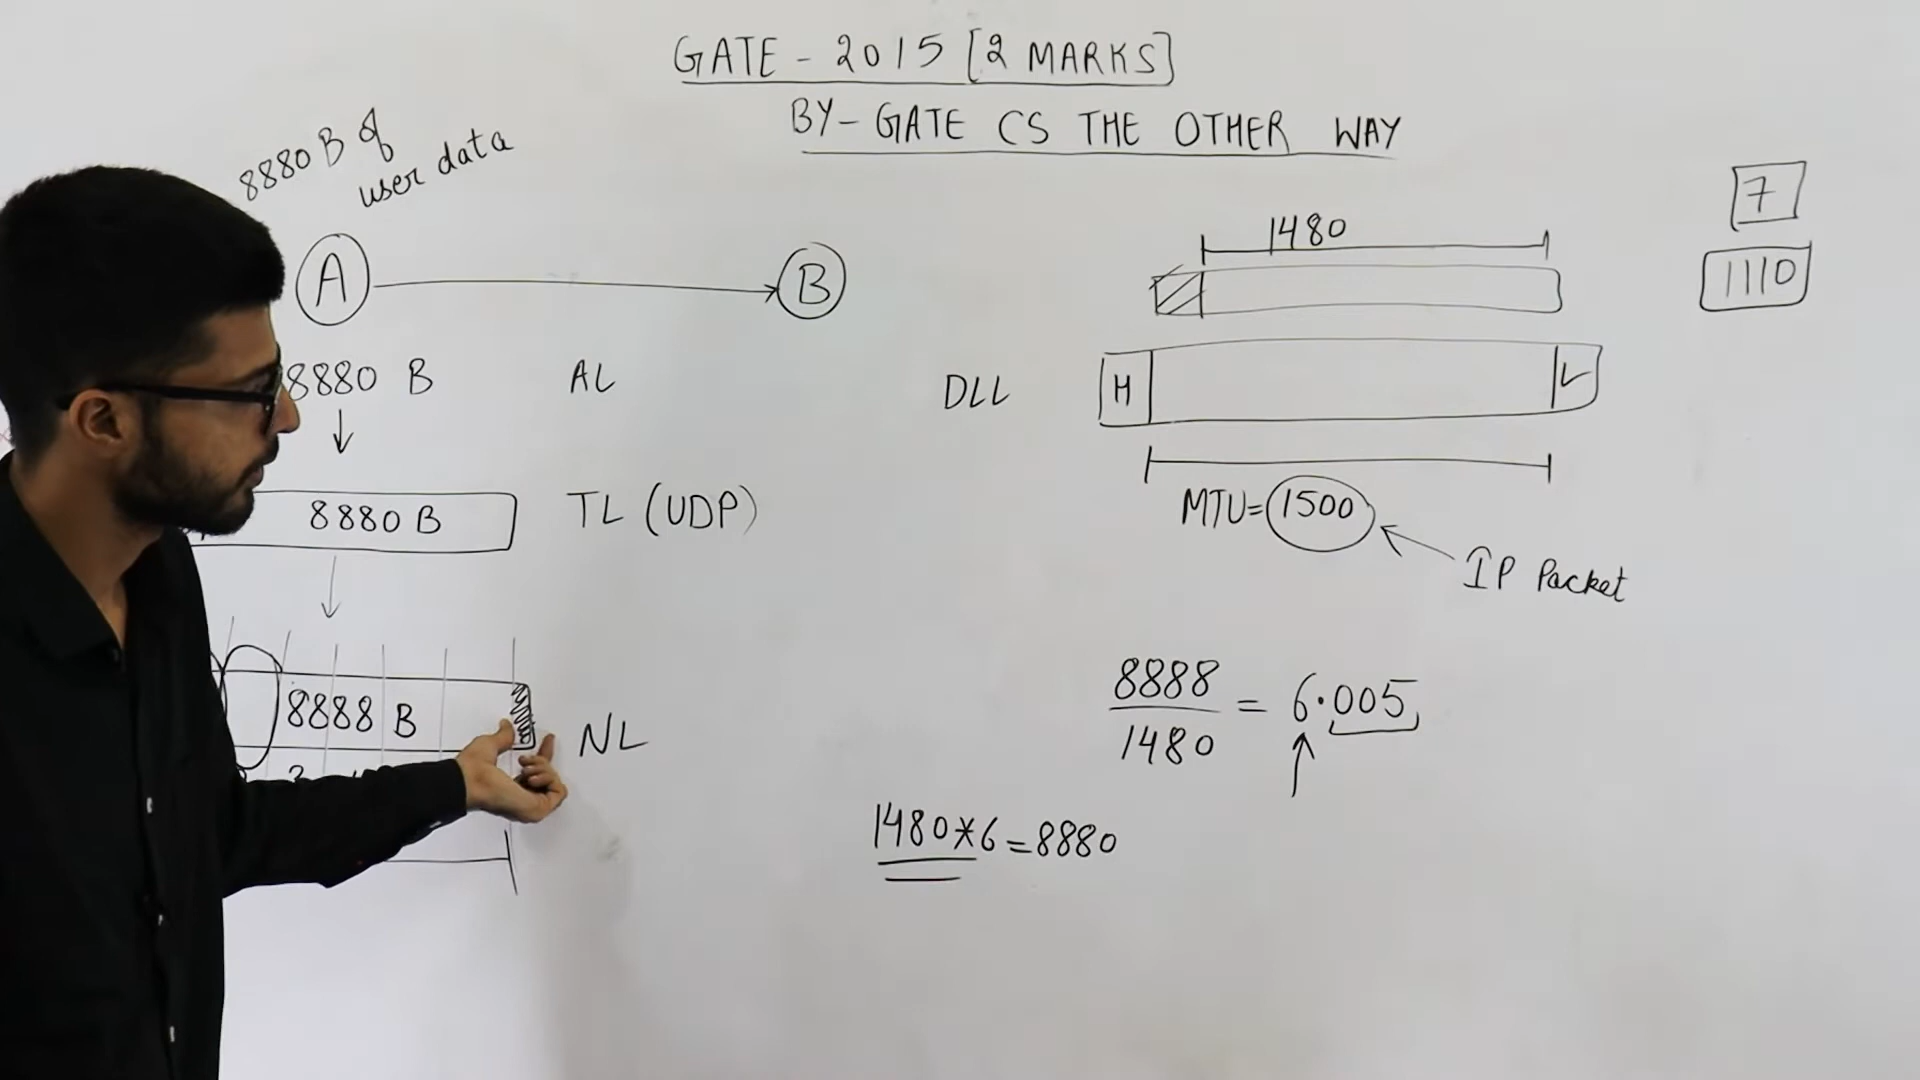 GATE - 2015 [2 MARKS]
BY - GATE CS THE OTHER WAY
8880 B of
user data
A
B
8880 B
AL
8880 B
TL (UDP)
8888 B
NL
1480
DLL
H
MTU = 1500
IP Packet
8888
1480
= 6.005
1480*6 = 8880
7
1110